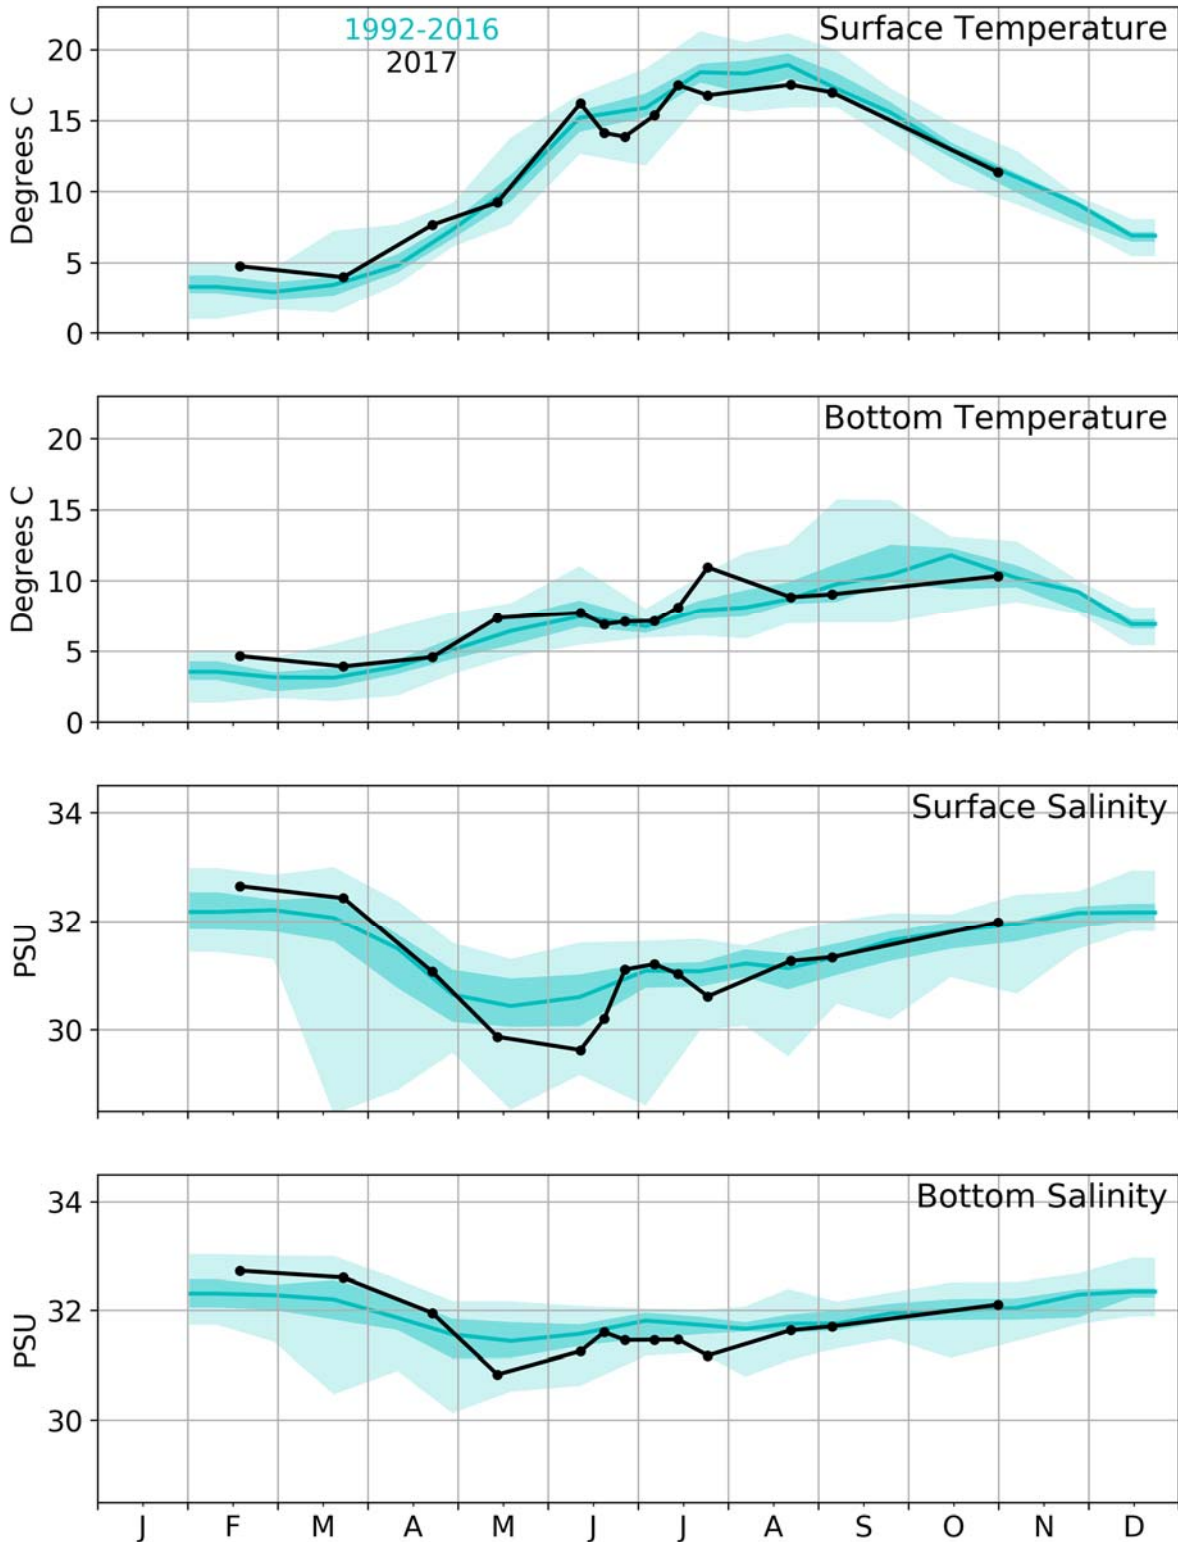 1992-2016
2017
Surface Temperature
Degrees C
20
15
10
5
0
Bottom Temperature
Degrees C
20
15
10
5
0
Surface Salinity
PSU
34
32
30
Bottom Salinity
PSU
34
32
30
J F M A M J J A S O N D